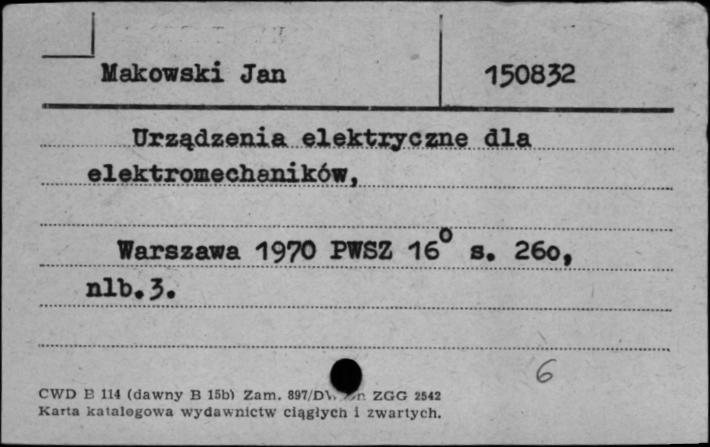 Makowski Jan 150832
Urządzenia elektryczne dla
elektromechaników,
Warszawa 1970 PWSZ 16° s. 260,
nlb.3.
6
CWD B 114 (dawny B 15b) Zam. 897/ ZGG 2542
Karta katalogowa wydawnictw ciągłych i zwartych.